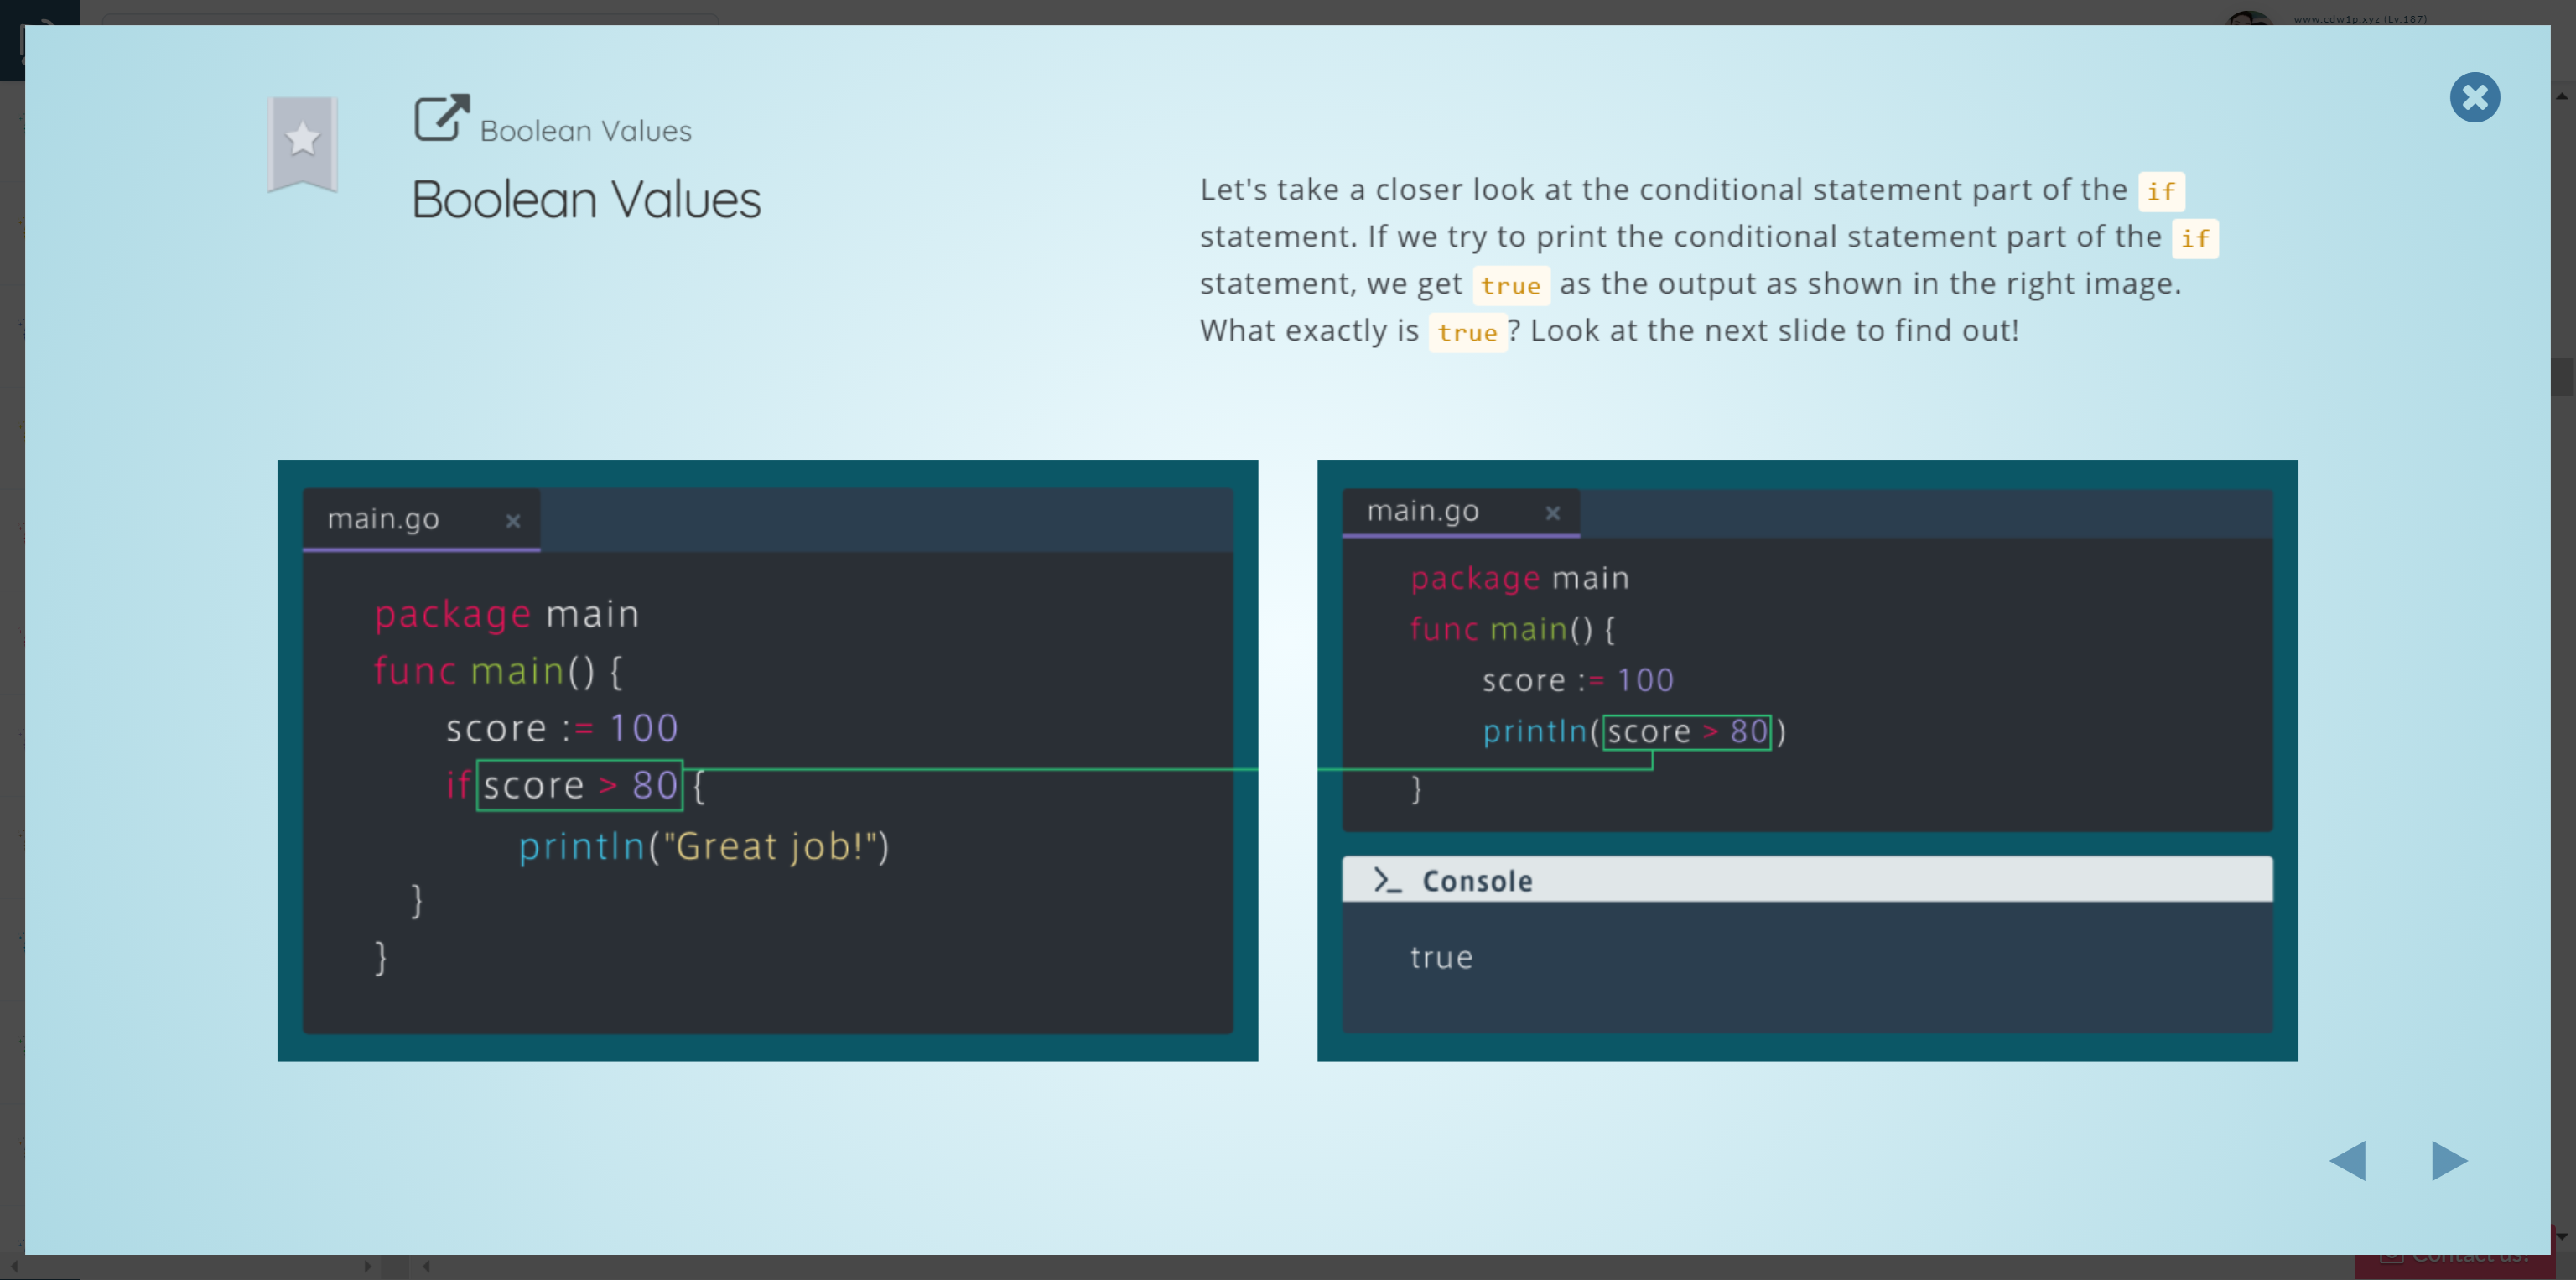 www.cdw1p.xyz (Lv.187)
Boolean Values
Boolean Values
Let's take a closer look at the conditional statement part of the if
statement. If we try to print the conditional statement part of the if
statement, we get true as the output as shown in the right image.
What exactly is true? Look at the next slide to find out!
main.go ×
package main
func main() {
score := 100
if score > 80 {
println("Great job!")
}
}
main.go ×
package main
func main() {
score := 100
println(score > 80)
}
>_ Console
true
Contact us!